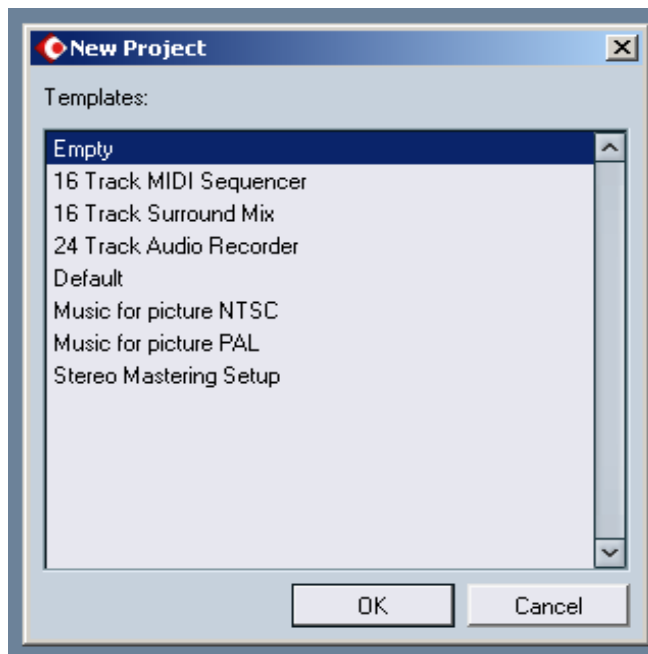 New Project
Templates:
Empty
16 Track MIDI Sequencer
16 Track Surround Mix
24 Track Audio Recorder
Default
Music for picture NTSC
Music for picture PAL
Stereo Mastering Setup
OK Cancel